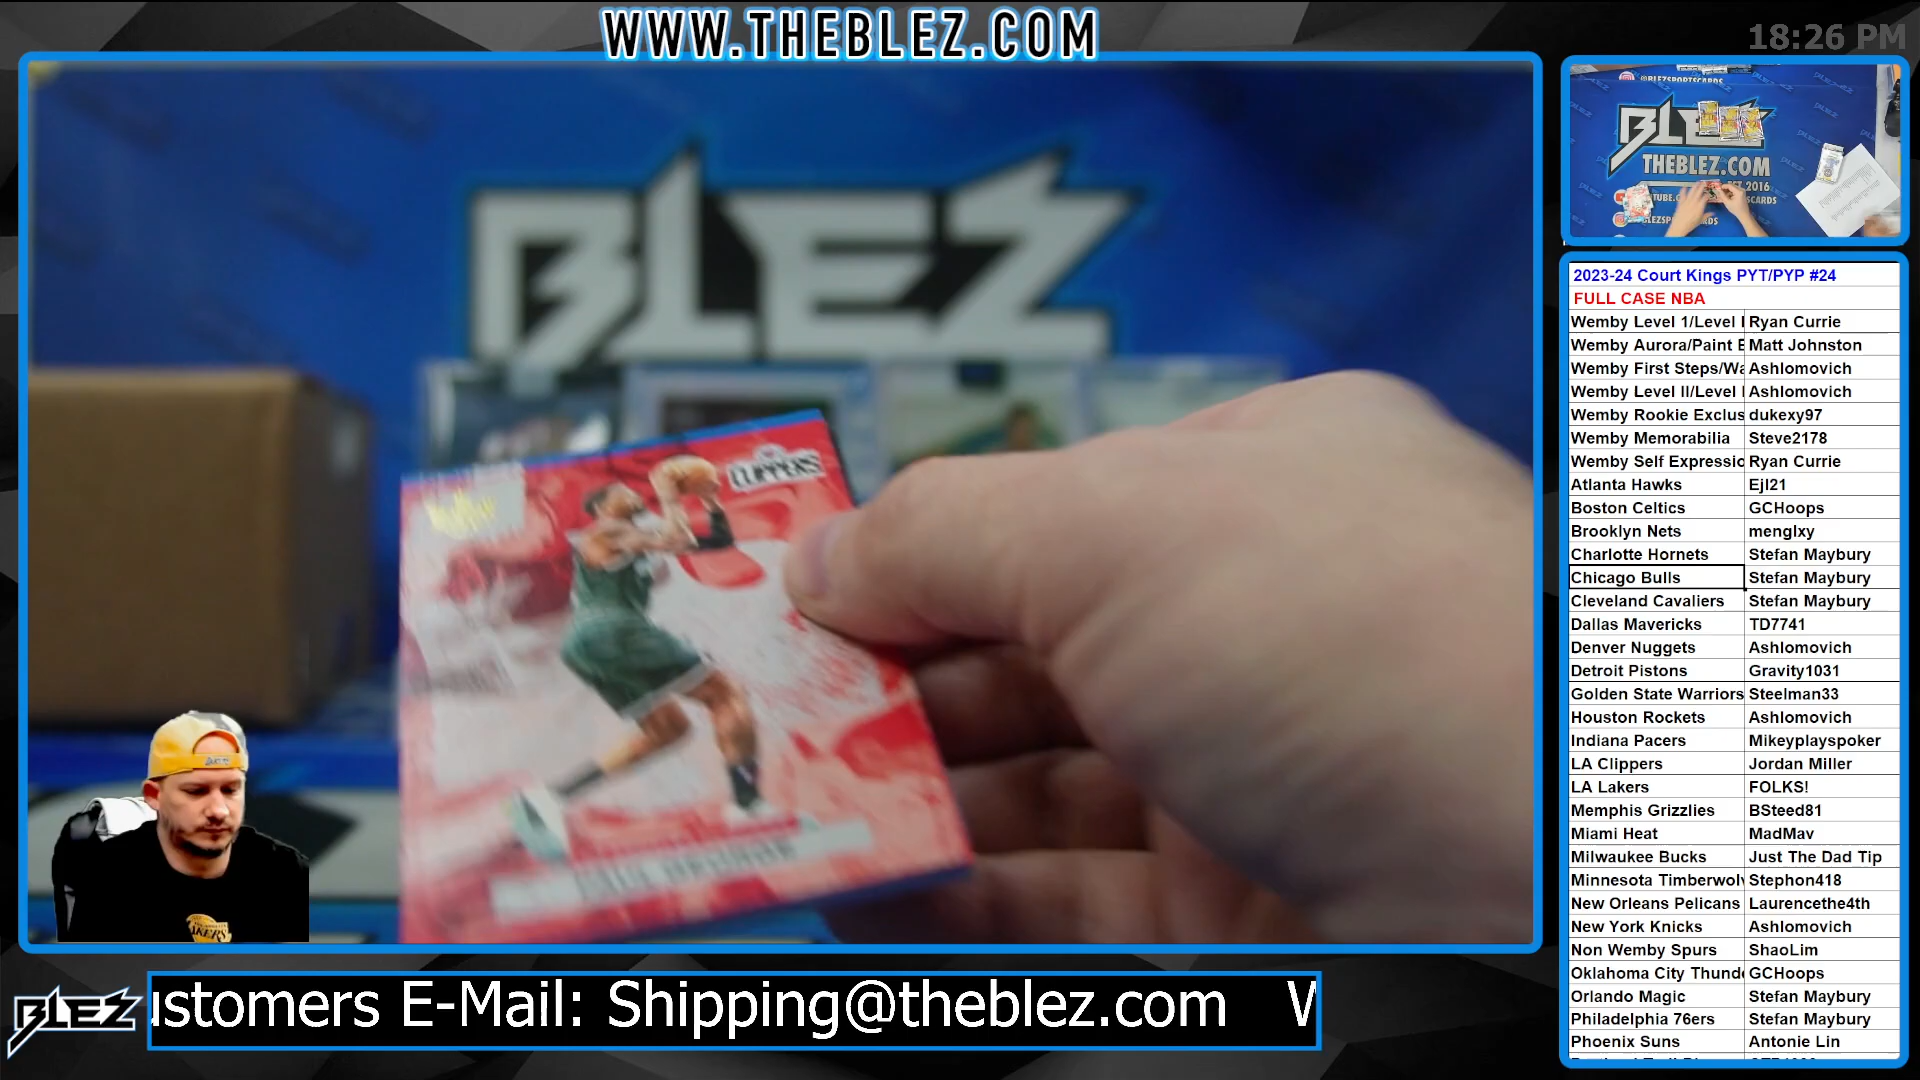 WWW.THEBLEZ.COM
18:26 PM
BLEZ
CLIPPERS
@BLEZSPORTSCARDS
BLEZ
THEBLEZ.COM
2016
2023-24 Court Kings PYT/PYP #24
FULL CASE NBA
Wemby Level 1/Level Ryan Currie
Wemby Aurora/Paint Matt Johnston
Wemby First Steps/Wa Ashlomovich
Wemby Level II/Level Ashlomovich
Wemby Rookie Exclus dukexy97
Wemby Memorabilia Steve2178
Wemby Self Expressio Ryan Currie
Atlanta Hawks Ejl21
Boston Celtics GCHoops
Brooklyn Nets menglxy
Charlotte Hornets Stefan Maybury
Chicago Bulls Stefan Maybury
Cleveland Cavaliers Stefan Maybury
Dallas Mavericks TD7741
Denver Nuggets Ashlomovich
Detroit Pistons Gravity1031
Golden State Warriors Steelman33
Houston Rockets Ashlomovich
Indiana Pacers Mikeyplayspoker
LA Clippers Jordan Miller
LA Lakers FOLKS!
Memphis Grizzlies BSteed81
Miami Heat MadMav
Milwaukee Bucks Just The Dad Tip
Minnesota Timberwolv Stephon418
New Orleans Pelicans Laurencethe4th
New York Knicks Ashlomovich
Non Wemby Spurs ShaoLim
Oklahoma City Thunde GCHoops
Orlando Magic Stefan Maybury
Philadelphia 76ers Stefan Maybury
Phoenix Suns Antonie Lin
LAKERS
BLEZ
ustomers E-Mail: Shipping@theblez.com W